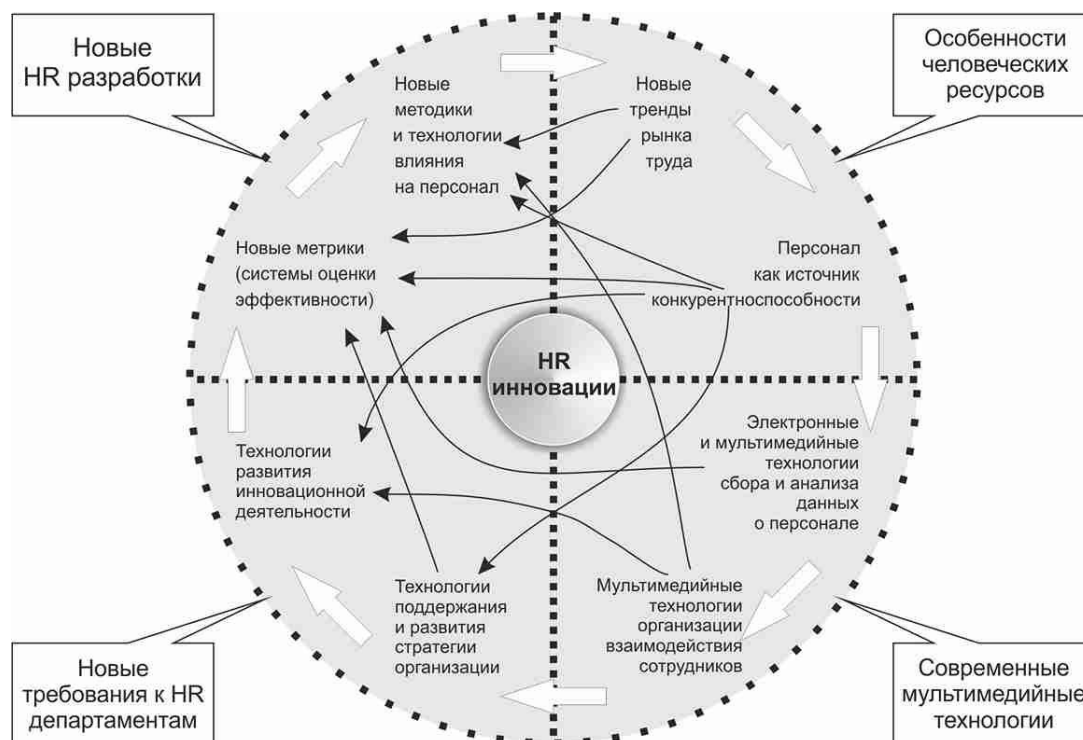 Новые
HR разработки
Особенности
человеческих
ресурсов
Новые
методики
и технологии
влияния
на персонал
Новые
тренды
рынка
труда
Новые метрики
(системы оценки
эффективности)
Персонал
как источник
конкурентноспособности
HR
инновации
Технологии
развития
инновационной
деятельности
Электронные
и мультимедийные
технологии
сбора и анализа
данных
о персонале
Технологии
поддержания
и развития
стратегии
организации
Мультимедийные
технологии
организации
взаимодействия
сотрудников
Новые
требования к HR
департаментам
Современные
мультимедийные
технологии